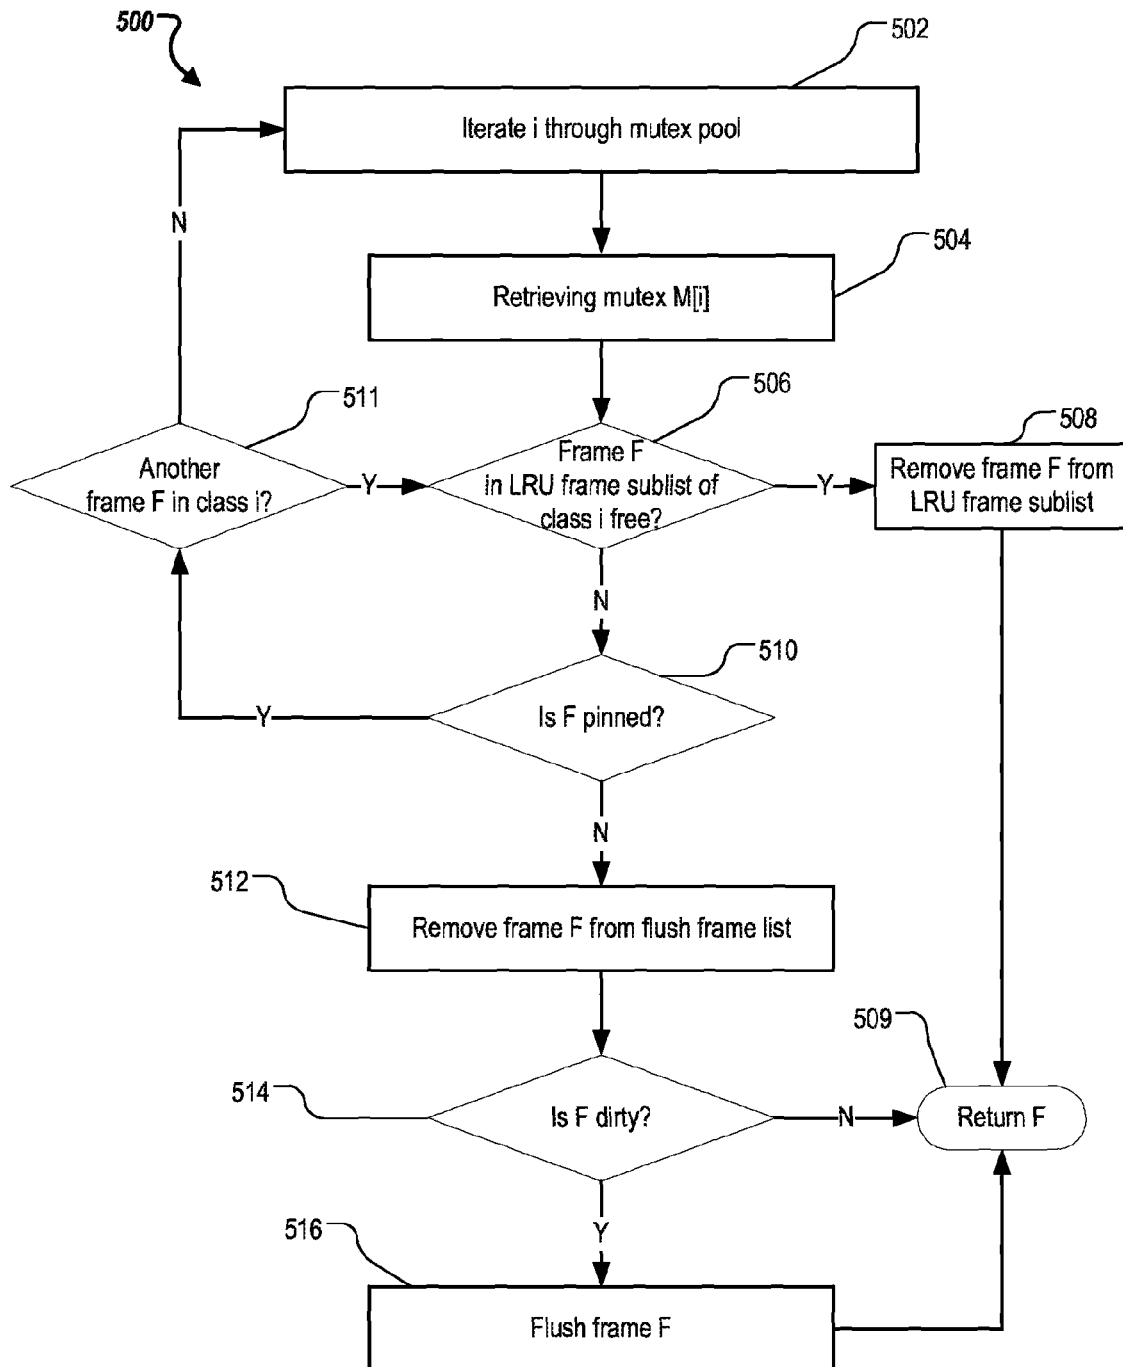 500
502
Iterate i through mutex pool
N
504
Retrieving mutex M[i]
511
506
508
Another
frame F in class i?
Y
Frame F
in LRU frame sublist of
class i free?
Y
Remove frame F from
LRU frame sublist
N
510
Is F pinned?
Y
N
512
Remove frame F from flush frame list
509
514
Is F dirty?
N
Return F
Y
516
Flush frame F